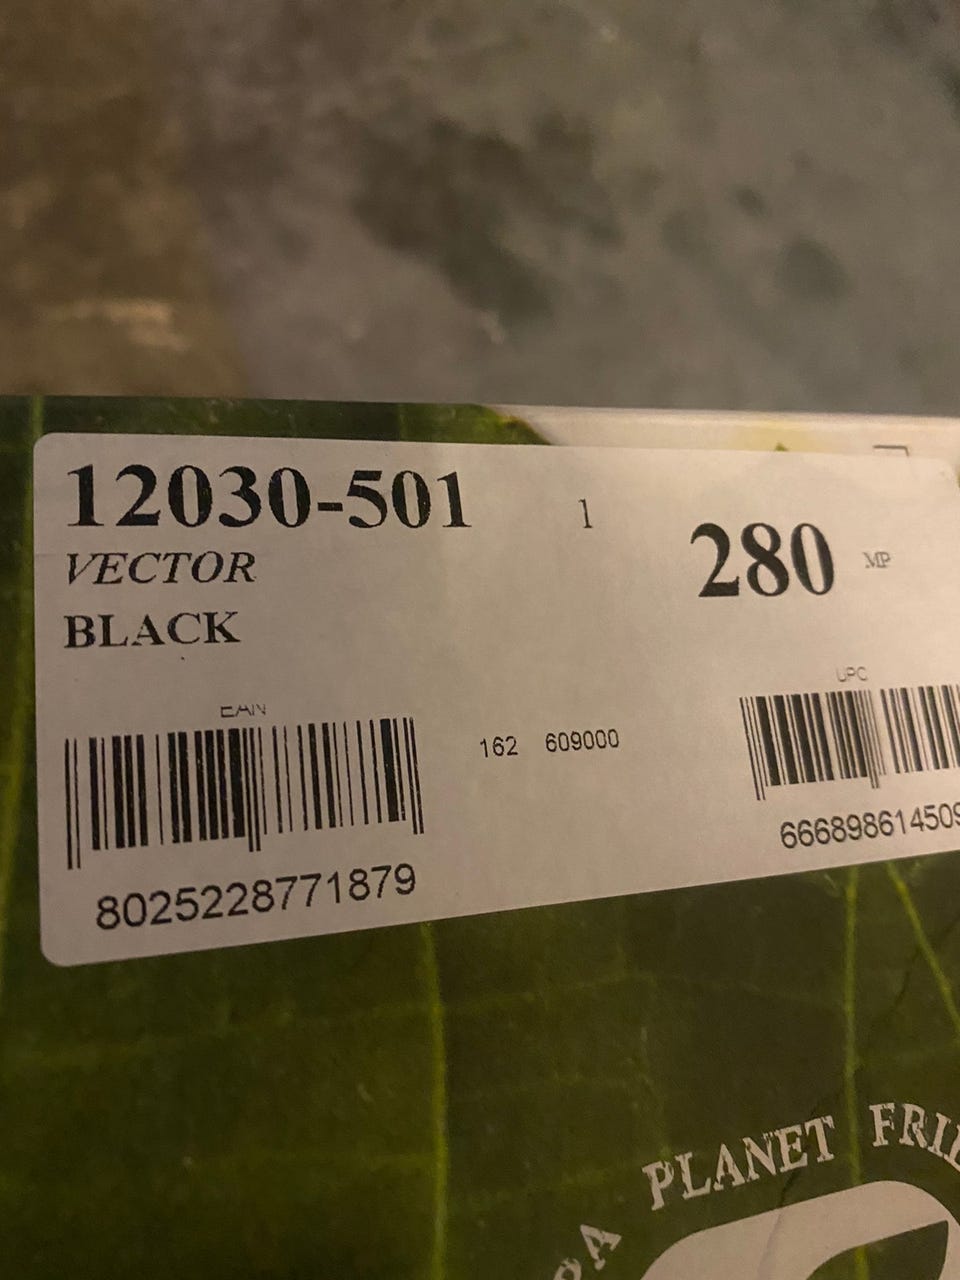 12030-501
1
280 MP
VECTOR
BLACK
EAN
UPC
162 609000
8025228771879
666898614509
PLANET